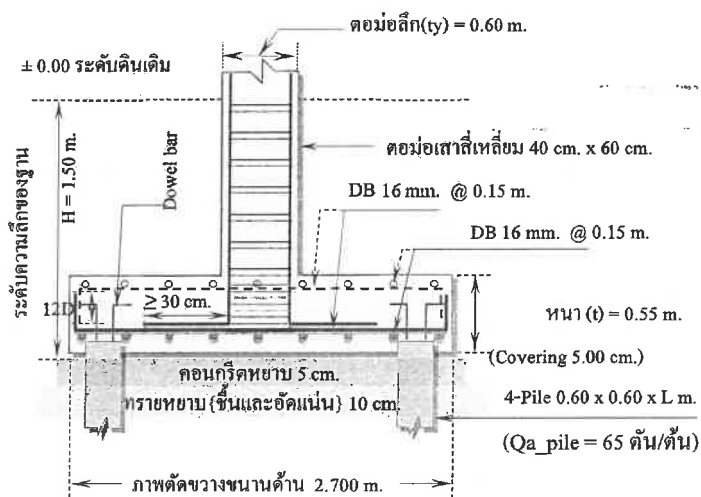 ตอม่อลึก(ty) = 0.60 m.
± 0.00 ระดับดินเดิม
ตอม่อเสาสี่เหลี่ยม 40 cm. x 60 cm.
DB 16 mm. @ 0.15 m.
DB 16 mm. @ 0.15 m.
ระดับความลึกของฐาน
H = 1.50 m.
Dowel bar
12D
≥ 30 cm.
หนา (t) = 0.55 m.
(Covering 5.00 cm.)
คอนกรีตหยาบ 5 cm.
ทรายหยาบ{ชื้นและอัดแน่น} 10 cm.
4-Pile 0.60 x 0.60 x L m.
(Qa_pile = 65 ตัน/ต้น)
ภาพตัดขวางขนานด้าน 2.700 m.